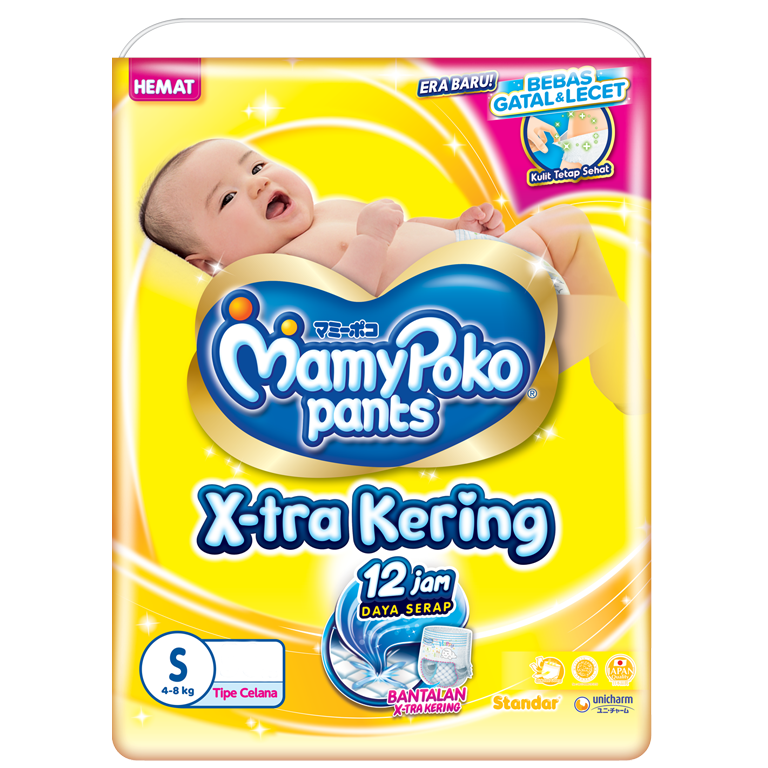 HEMAT
ERA BARU!
BEBAS
GATAL & LECET
Kulit Tetap Sehat
マミーポコ
MamyPoko
pants
®
X-tra Kering
12 jam
DAYA SERAP
S
4-8 kg
Tipe Celana
BANTALAN
X-TRA KERING
Standar
JAPAN
unicharm
ユニ・チャーム